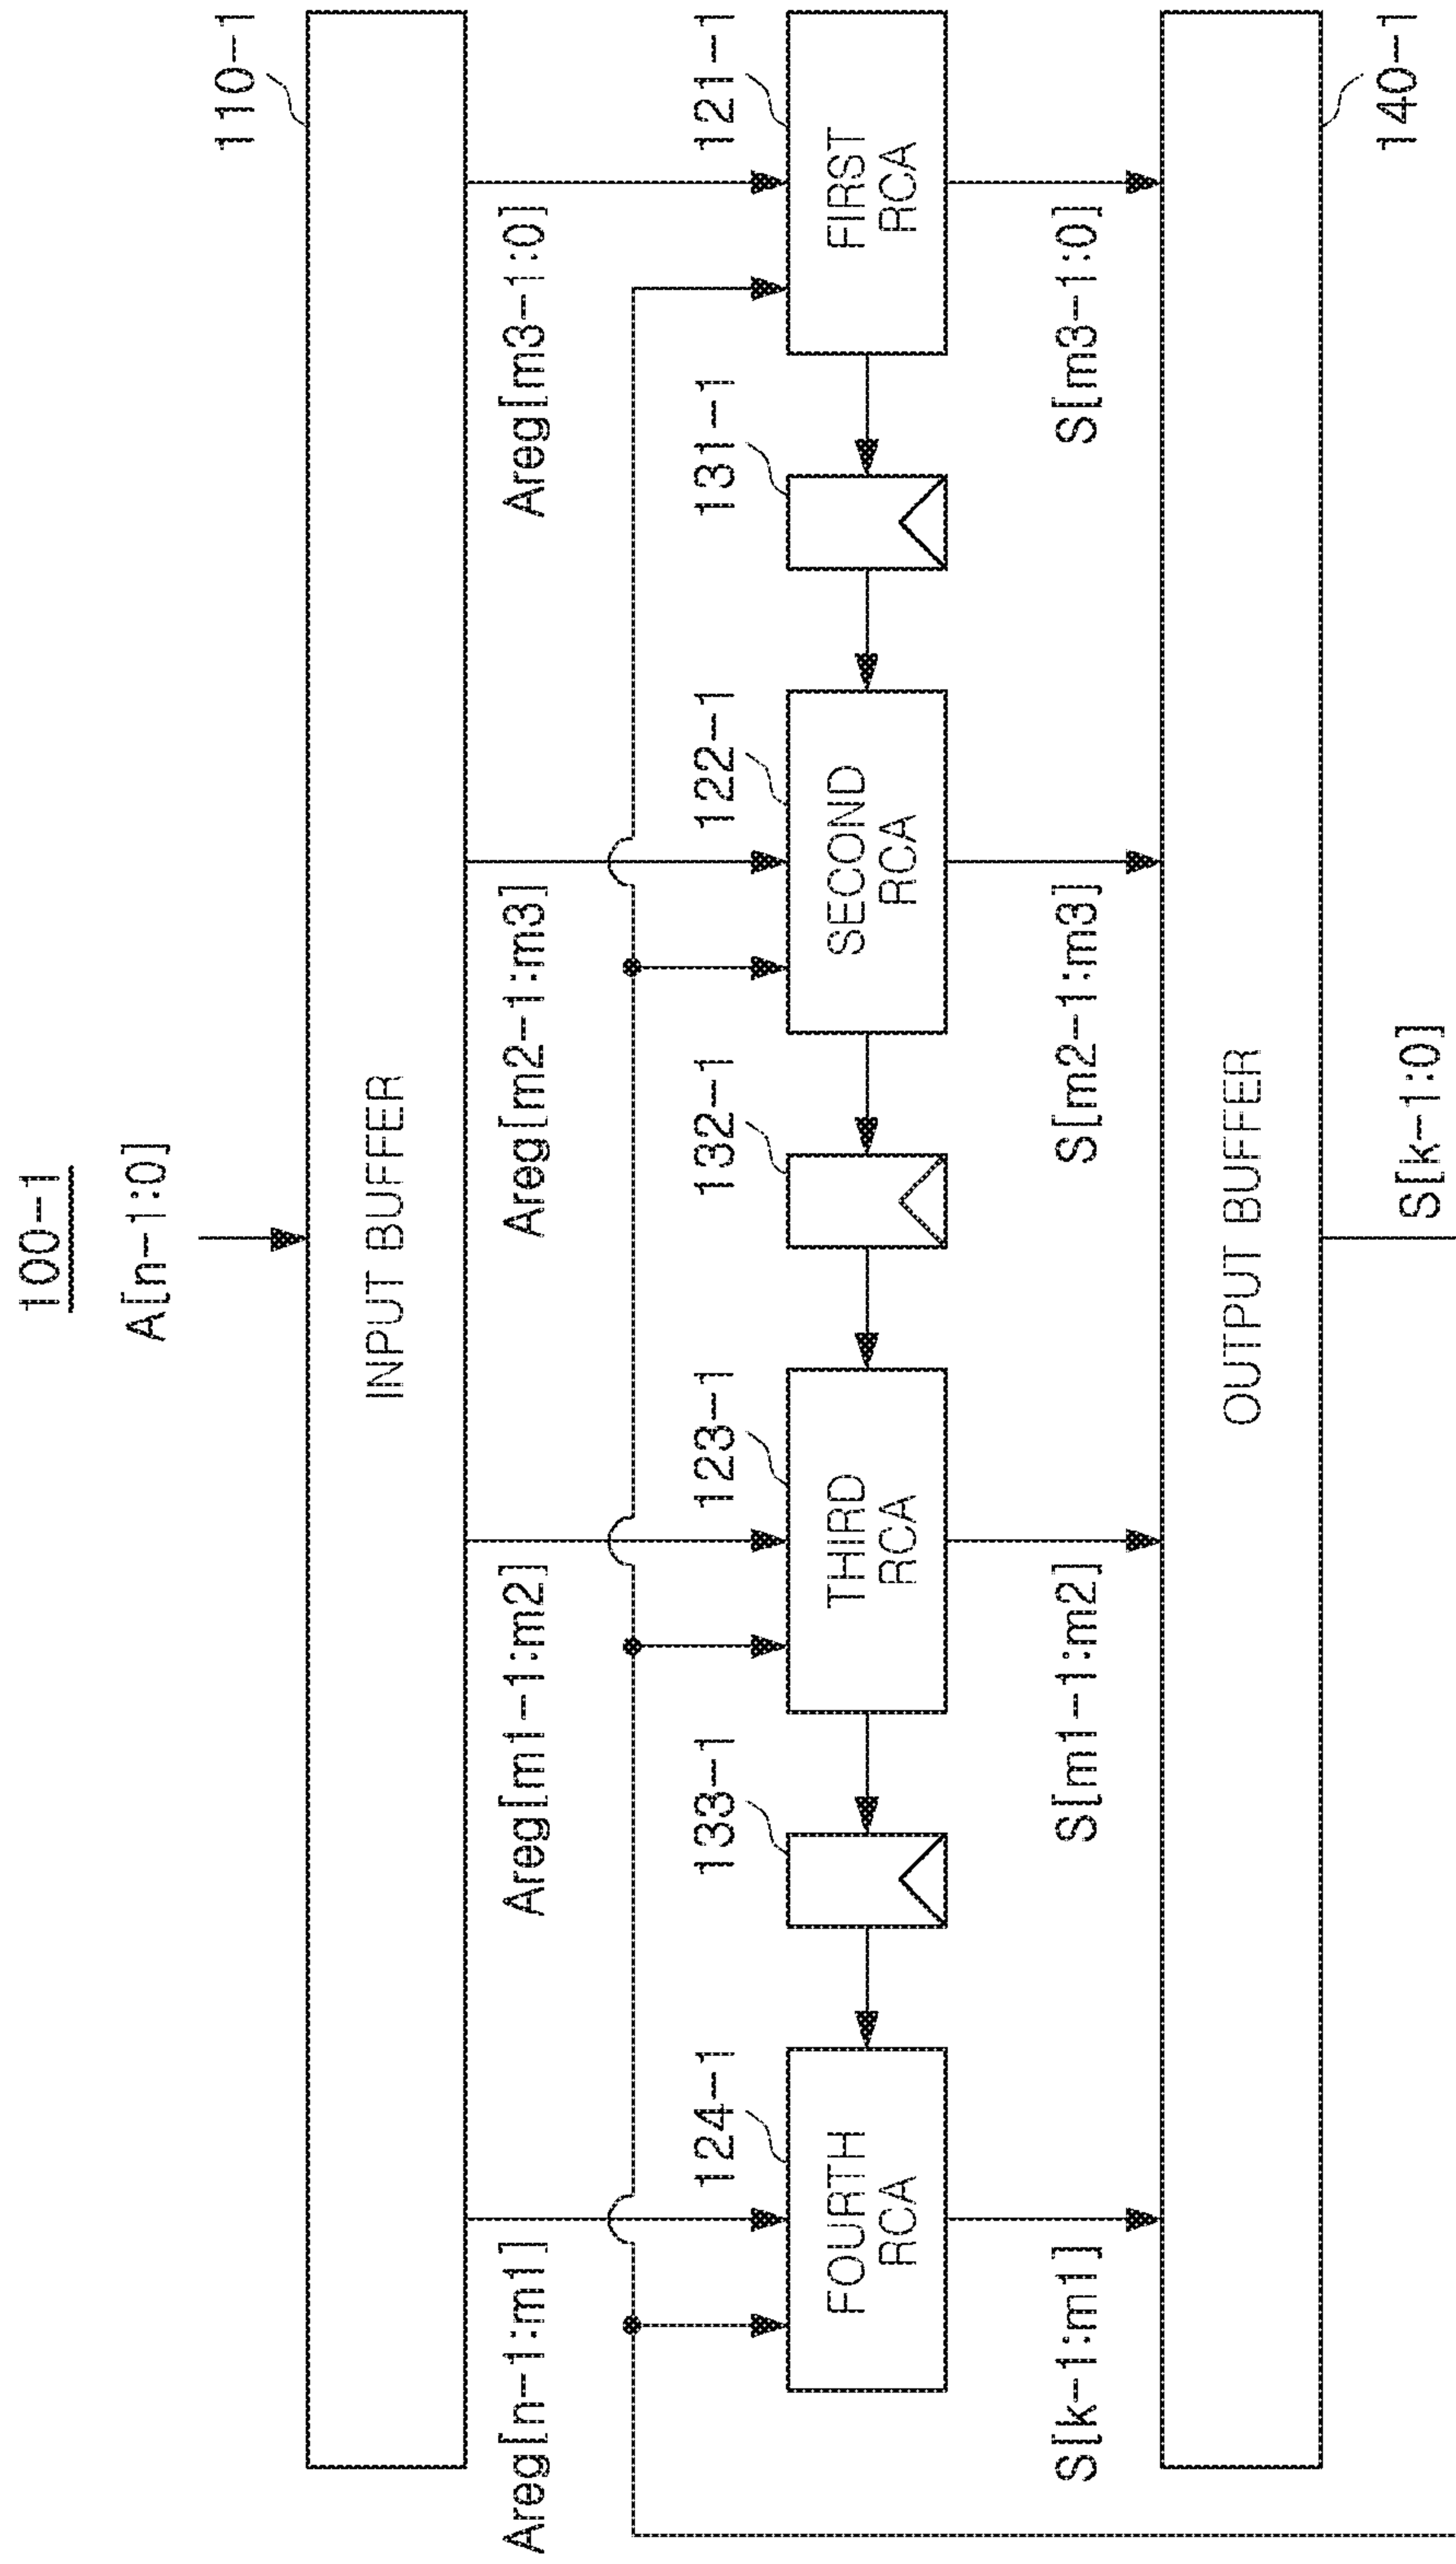 100-1
A[n-1:0]
110-1
INPUT BUFFER
Areg[n-1:m1]
Areg[m1-1:m2]
Areg[m2-1:m3]
Areg[m3-1:0]
124-1
133-1
123-1
132-1
122-1
131-1
121-1
FOURTH
RCA
THIRD
RCA
SECOND
RCA
FIRST
RCA
S[k-1:m1]
S[m1-1:m2]
S[m2-1:m3]
S[m3-1:0]
OUTPUT BUFFER
140-1
S[k-1:0]